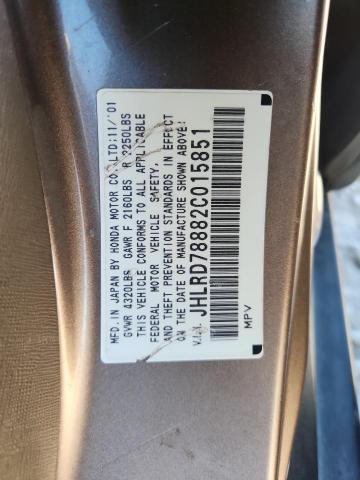 MFD.IN JAPAN BY HONDA MOTOR CO.,LTD:11/'01
GVWR 4320LBS GAWR F 2160LBS R 2250LBS
THIS VEHICLE CONFORMS TO ALL APPLICABLE
FEDERAL MOTOR VEHICLE SAFETY,
AND THEFT PREVENTION STANDARDS IN EFFECT
ON THE DATE OF MANUFACTURE SHOWN ABOVE:
JHLRD78882C015851
MPV